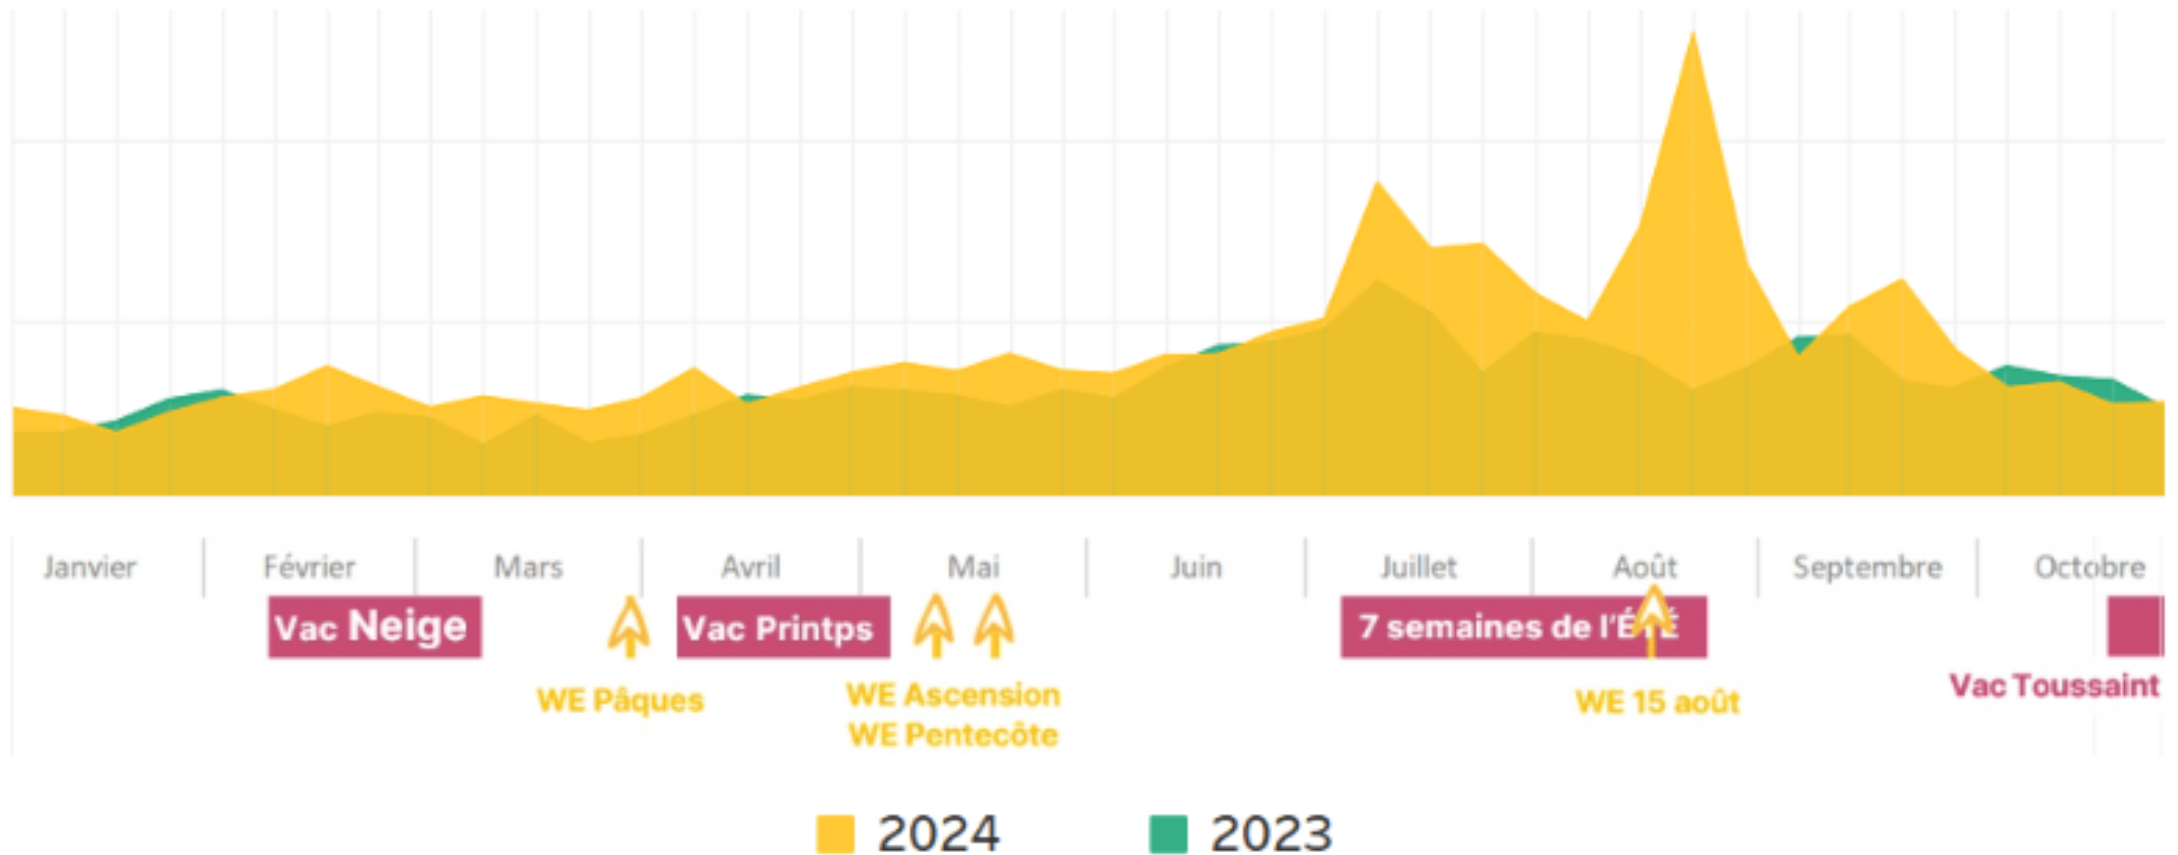 Janvier Février Mars Avril Mai Juin Juillet Août Septembre Octobre
Vac Neige Vac Printps 7 semaines de l'ÉTÉ
WE Pâques WE Ascension WE 15 août Vac Toussaint
WE Pentecôte
2024 2023